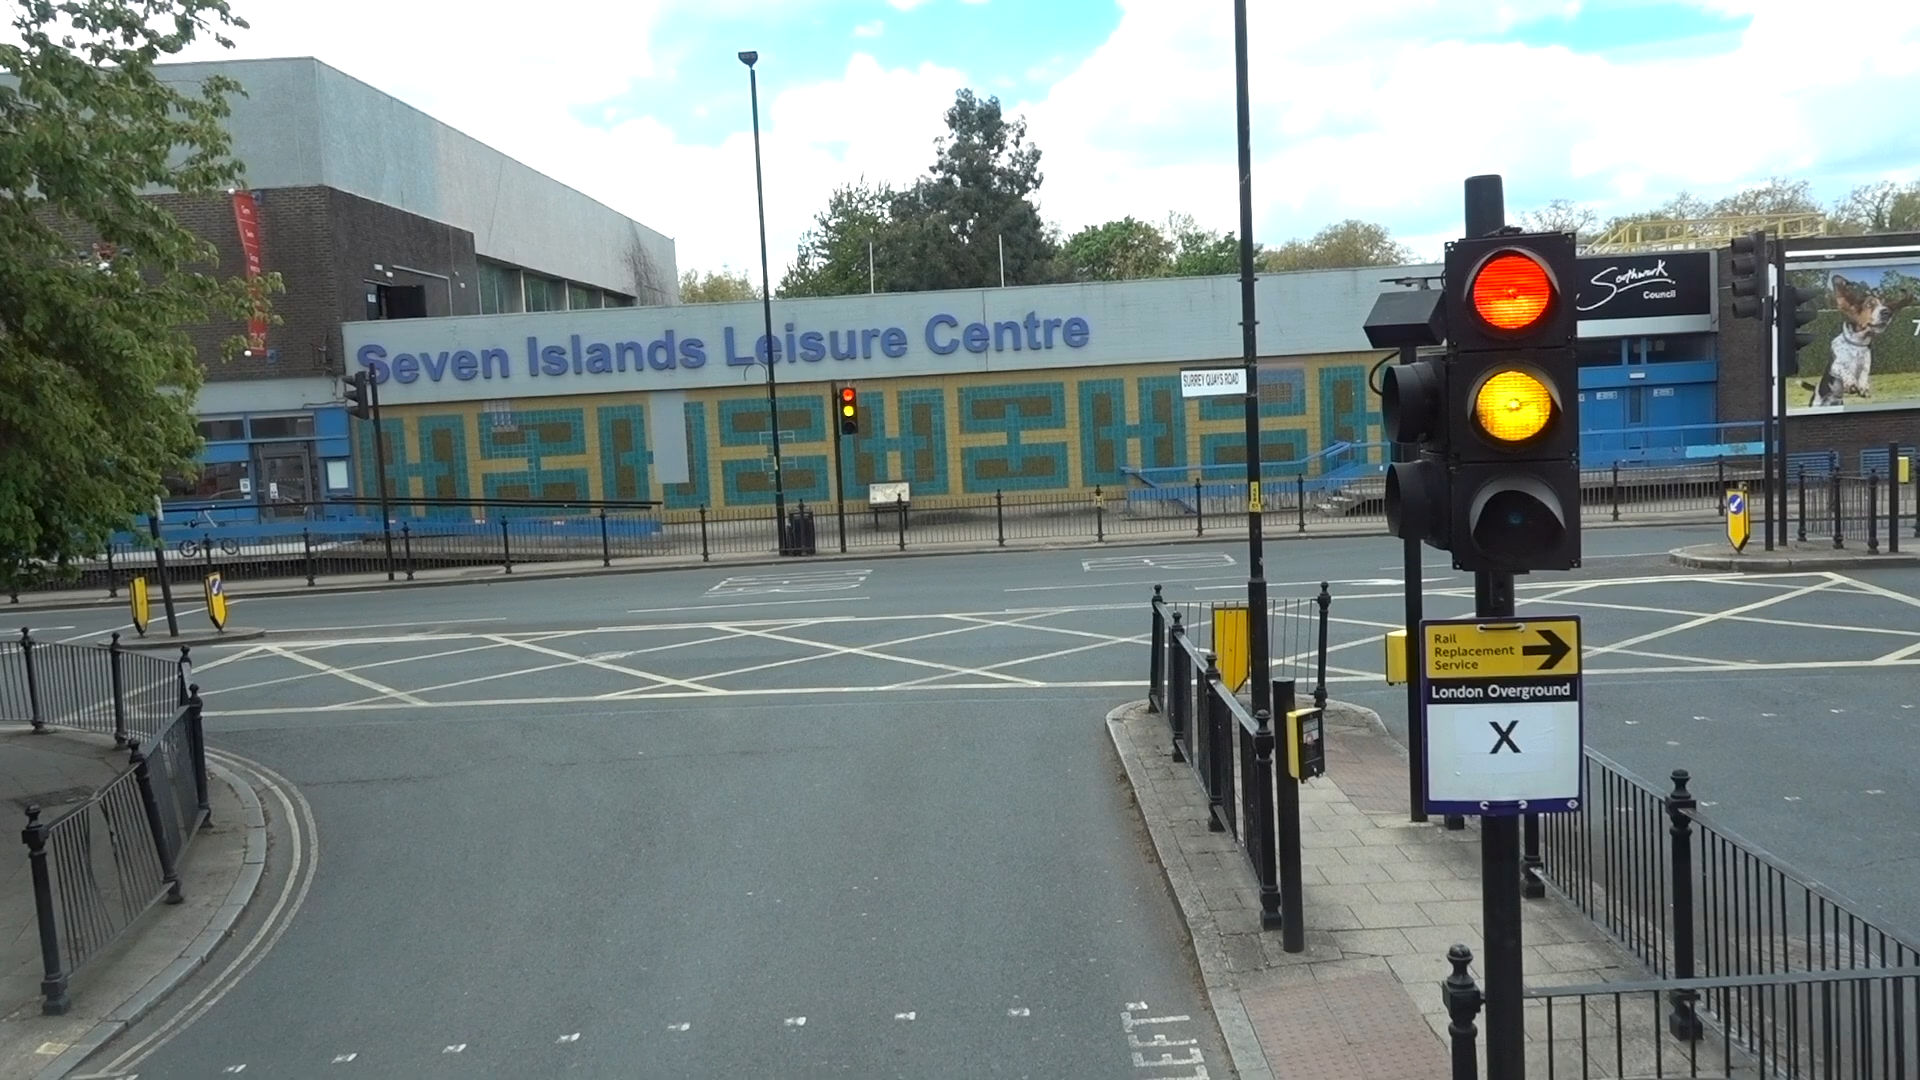 Seven Islands Leisure Centre
Southwark
Council
SURREY QUAYS ROAD
Rail
Replacement
Service
London Overground
X
LEFT